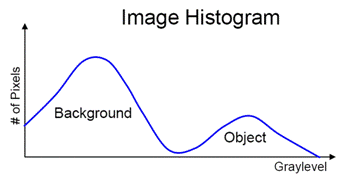 Image Histogram
# of Pixels
Background
Object
Graylevel